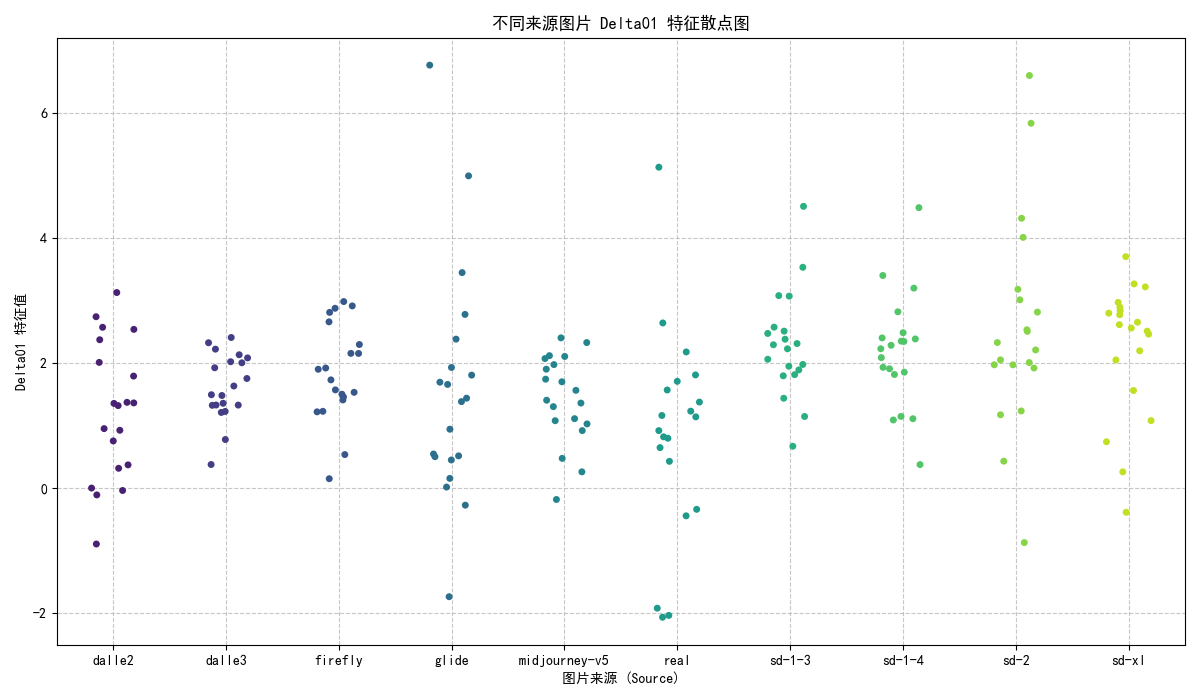 不同来源图片 Delta01 特征散点图
Delta01 特征值
6
4
2
0
-2
dalle2 dalle3 firefly glide midjourney-v5 real sd-1-3 sd-1-4 sd-2 sd-xl
图片来源 (Source)